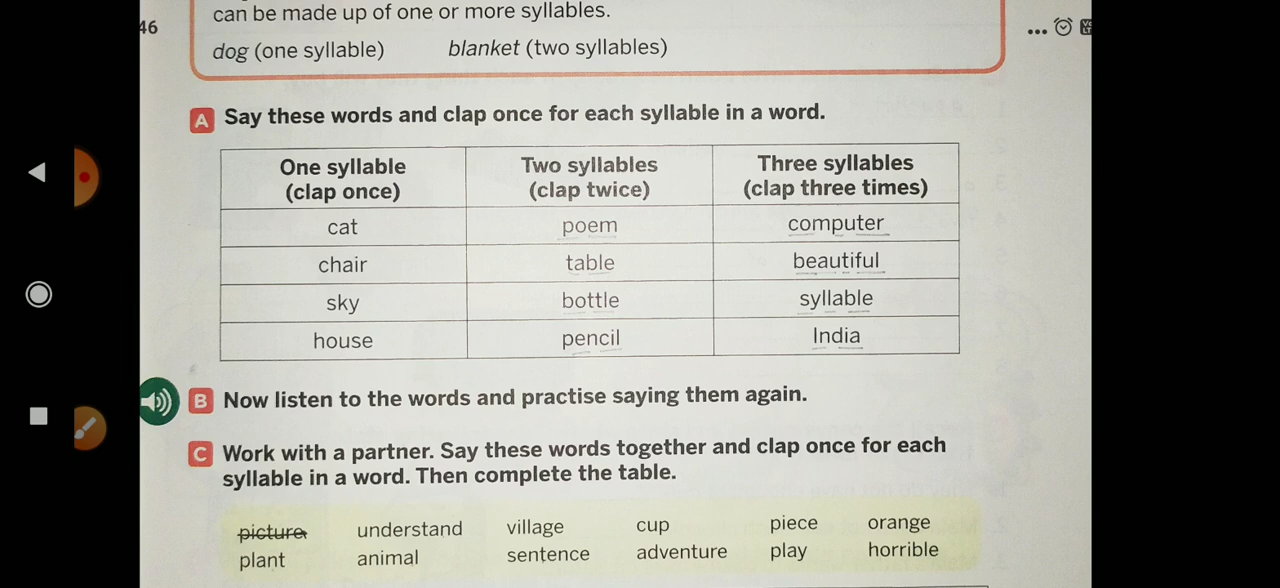 can be made up of one or more syllables.
46
dog (one syllable) blanket (two syllables)
A Say these words and clap once for each syllable in a word.
One syllable (clap once) Two syllables (clap twice) Three syllables (clap three times)
cat poem computer
chair table beautiful
sky bottle syllable
house pencil India
B Now listen to the words and practise saying them again.
C Work with a partner. Say these words together and clap once for each
syllable in a word. Then complete the table.
picture understand village cup piece orange
plant animal sentence adventure play horrible